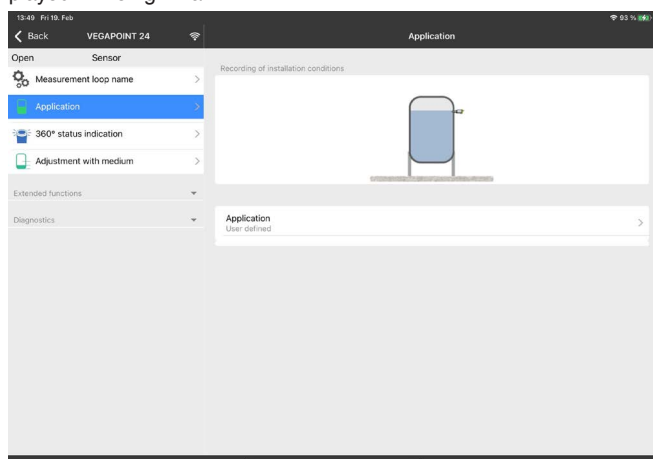 13:49 Fri 19. Feb
93 %
Back
VEGAPOINT 24
Application
Open
Sensor
Measurement loop name
Application
360° status indication
Adjustment with medium
Extended functions
Diagnostics
Recording of installation conditions
Application
User defined